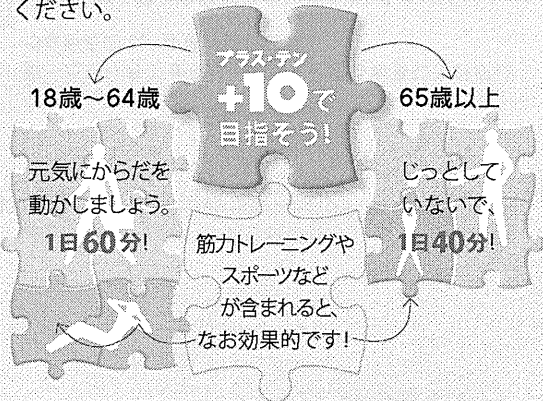 ください。
プラス・テン
+10で
目指そう!
18歳～64歳
元気にからだを
動かしましょう。
1日60分!
65歳以上
じっとして
いないで、
1日40分!
筋力トレーニングや
スポーツなど
が含まれると、
なお効果的です!